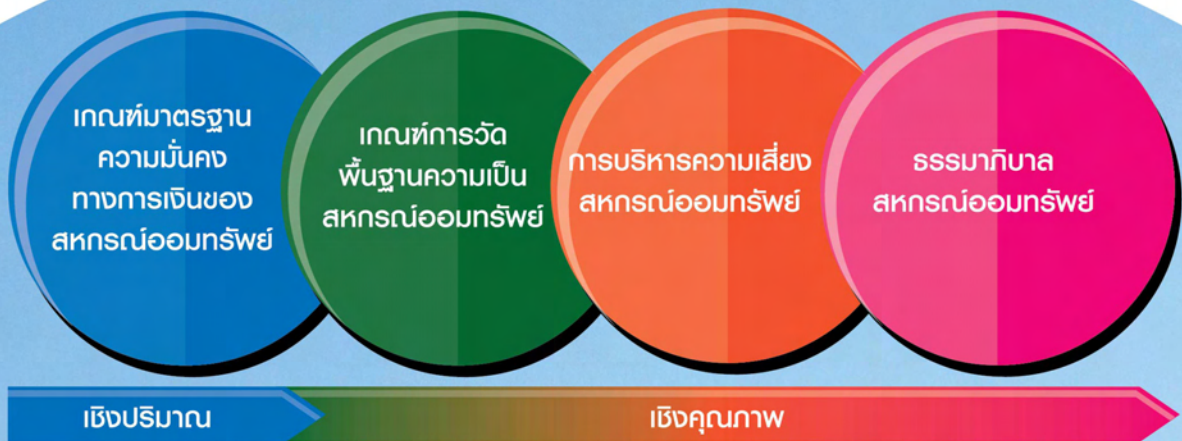 เกณฑ์มาตรฐาน
ความมั่นคง
ทางการเงินของ
สหกรณ์ออมทรัพย์
เกณฑ์การวัด
พื้นฐานความเป็น
สหกรณ์ออมทรัพย์
การบริหารความเสี่ยง
สหกรณ์ออมทรัพย์
ธรรมาภิบาล
สหกรณ์ออมทรัพย์
เชิงปริมาณ
เชิงคุณภาพ